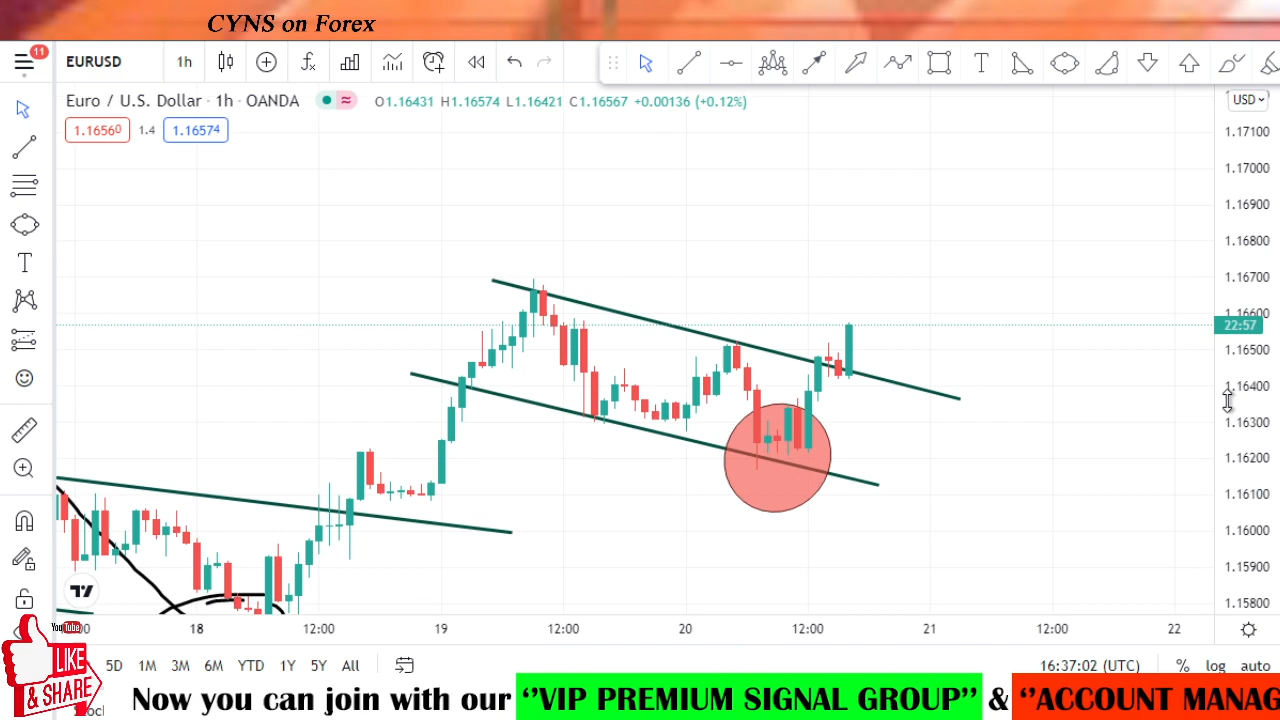 CYNS on Forex
11
EURUSD
1h
Euro / U.S. Dollar · 1h · OANDA
O1.16431 H1.16574 L1.16421 C1.16567 +0.00136 (+0.12%)
USD
1.16560
1.4
1.16574
1.17100
1.17000
1.16900
1.16800
1.16700
1.16600
22:57
1.16500
1.16400
1.16300
1.16200
1.16100
1.16000
1.15900
1.15800
18
12:00
19
12:00
20
12:00
21
12:00
22
YouTube
LIKE
& SHARE
5D
1M
3M
6M
YTD
1Y
5Y
All
16:37:02 (UTC)
%
log
auto
Now you can join with our ‘‘VIP PREMIUM SIGNAL GROUP’’ & ‘‘ACCOUNT MANAG